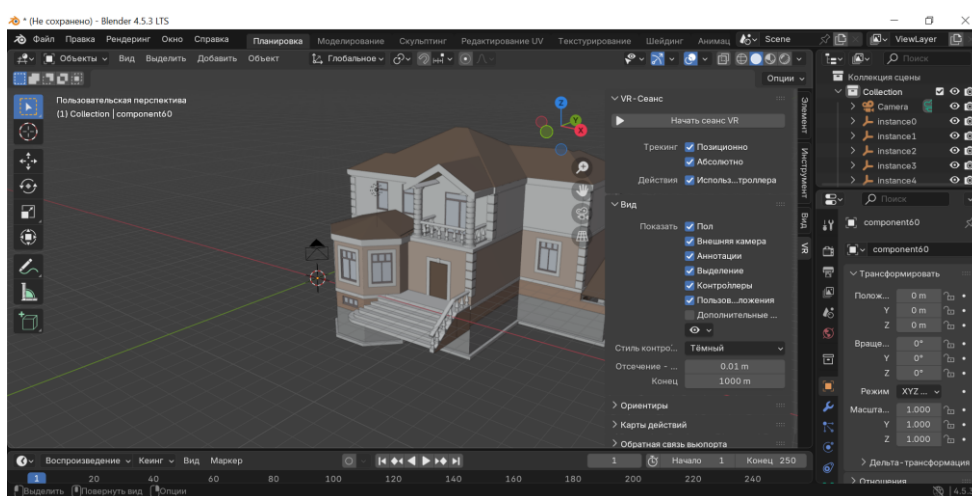 * (Не сохранено) - Blender 4.5.3 LTS
Файл Правка Рендеринг Окно Справка Планировка Моделирование Скульптинг Редактирование UV Текстурирование Шейдинг Анимац Scene ViewLayer
Объекты Вид Выделить Добавить Объект Глобальное Поиск
Опции
Пользовательская перспектива
(1) Collection | component60
VR-Сеанс
Начать сеанс VR
Трекинг Позиционно
Абсолютно
Действия Использ...троллера
Вид
Показать Пол
Внешняя камера
Аннотации
Выделение
Контроллеры
Пользов...ложения
Дополнительные ...
Стиль контро... Тёмный
Отсечение - ... 0.01 m
Конец 1000 m
Ориентиры
Карты действий
Обратная связь вьюпорта
Элемент
Инструмент
Вид
VR
Коллекция сцены
Collection
Camera
instance0
instance1
instance2
instance3
instance4
Поиск
component60
component60
Трансформировать
Полож... 0 m
Y 0 m
Z 0 m
Враще... 0°
Y 0°
Z 0°
Режим XYZ ...
Масшта... 1.000
Y 1.000
Z 1.000
Дельта-трансформация
Отношения
Воспроизведение Кеинг Вид Маркер 1 Начало 1 Конец 250
1 20 40 60 80 100 120 140 160 180 200 220 240
Выделить Повернуть вид Опции 4.5.3